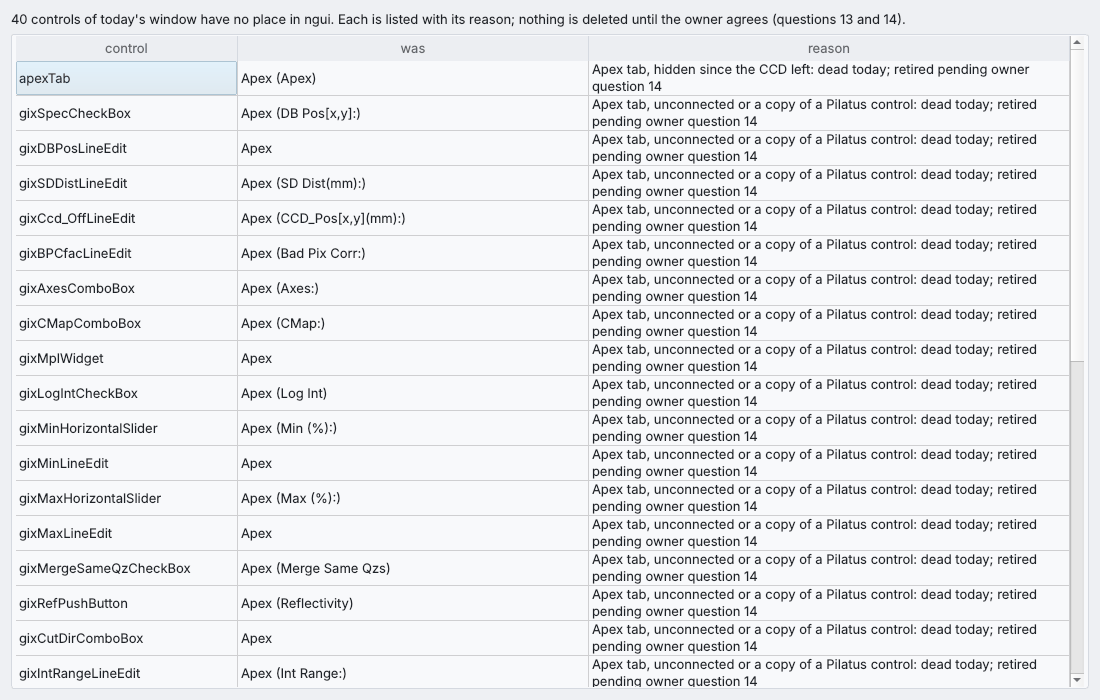 40 controls of today's window have no place in ngui. Each is listed with its reason; nothing is deleted until the owner agrees (questions 13 and 14).
control was reason
apexTab Apex (Apex) Apex tab, hidden since the CCD left: dead today; retired pending owner
question 14
gixSpecCheckBox Apex (DB Pos[x,y]:) Apex tab, unconnected or a copy of a Pilatus control: dead today; retired
pending owner question 14
gixDBPosLineEdit Apex Apex tab, unconnected or a copy of a Pilatus control: dead today; retired
pending owner question 14
gixSDDistLineEdit Apex (SD Dist(mm):) Apex tab, unconnected or a copy of a Pilatus control: dead today; retired
pending owner question 14
gixCcd_OffLineEdit Apex (CCD_Pos[x,y](mm):) Apex tab, unconnected or a copy of a Pilatus control: dead today; retired
pending owner question 14
gixBPCfacLineEdit Apex (Bad Pix Corr:) Apex tab, unconnected or a copy of a Pilatus control: dead today; retired
pending owner question 14
gixAxesComboBox Apex (Axes:) Apex tab, unconnected or a copy of a Pilatus control: dead today; retired
pending owner question 14
gixCMapComboBox Apex (CMap:) Apex tab, unconnected or a copy of a Pilatus control: dead today; retired
pending owner question 14
gixMplWidget Apex Apex tab, unconnected or a copy of a Pilatus control: dead today; retired
pending owner question 14
gixLogIntCheckBox Apex (Log Int) Apex tab, unconnected or a copy of a Pilatus control: dead today; retired
pending owner question 14
gixMinHorizontalSlider Apex (Min (%):) Apex tab, unconnected or a copy of a Pilatus control: dead today; retired
pending owner question 14
gixMinLineEdit Apex Apex tab, unconnected or a copy of a Pilatus control: dead today; retired
pending owner question 14
gixMaxHorizontalSlider Apex (Max (%):) Apex tab, unconnected or a copy of a Pilatus control: dead today; retired
pending owner question 14
gixMaxLineEdit Apex Apex tab, unconnected or a copy of a Pilatus control: dead today; retired
pending owner question 14
gixMergeSameQzCheckBox Apex (Merge Same Qzs) Apex tab, unconnected or a copy of a Pilatus control: dead today; retired
pending owner question 14
gixRefPushButton Apex (Reflectivity) Apex tab, unconnected or a copy of a Pilatus control: dead today; retired
pending owner question 14
gixCutDirComboBox Apex Apex tab, unconnected or a copy of a Pilatus control: dead today; retired
pending owner question 14
gixIntRangeLineEdit Apex (Int Range:) Apex tab, unconnected or a copy of a Pilatus control: dead today; retired
pending owner question 14